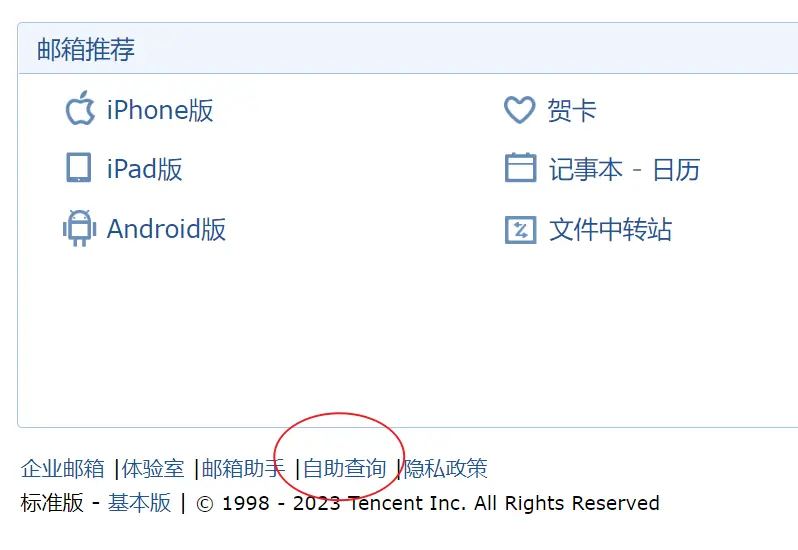 邮箱推荐
iPhone版
贺卡
iPad版
记事本 - 日历
Android版
文件中转站
企业邮箱 |体验室 |邮箱助手 |自助查询 |隐私政策
标准版 - 基本版 | © 1998 - 2023 Tencent Inc. All Rights Reserved